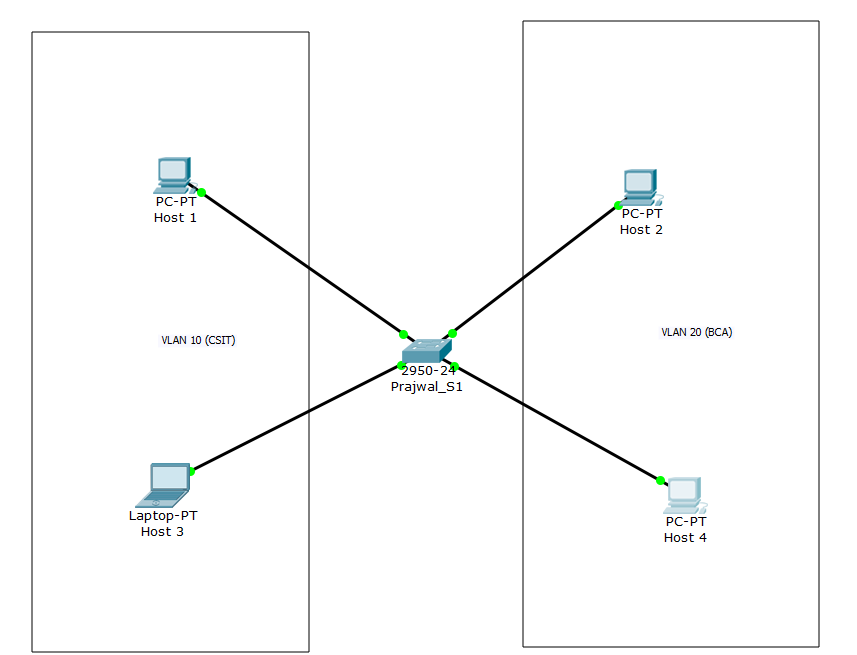 PC-PT
Host 1
PC-PT
Host 2
VLAN 10 (CSIT)
VLAN 20 (BCA)
2950-24
Prajwal_S1
Laptop-PT
Host 3
PC-PT
Host 4